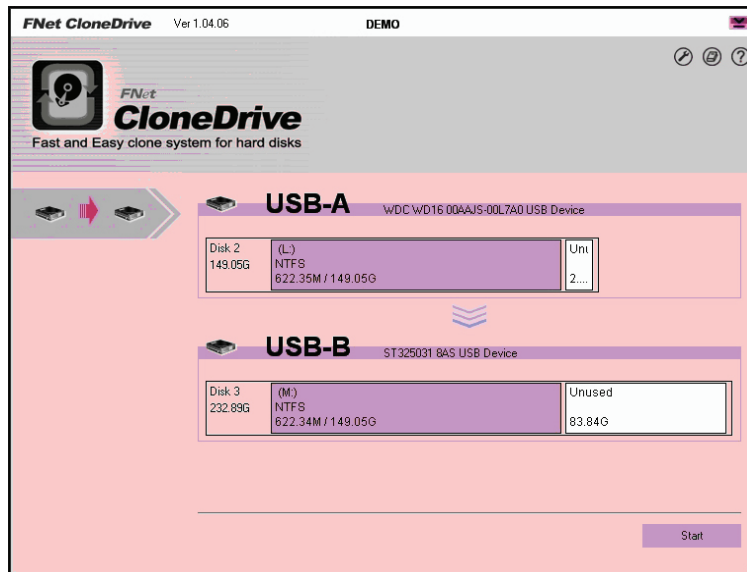 FNet CloneDrive Ver 1.04.06 DEMO
FNet
CloneDrive
Fast and Easy clone system for hard disks
USB-A WDC WD16 00AAJS-00L7A0 USB Device
Disk 2
149.05G
(L:)
NTFS
622.35M / 149.05G
Unu
2....
USB-B ST325031 8AS USB Device
Disk 3
232.89G
(M:)
NTFS
622.34M / 149.05G
Unused
83.84G
Start